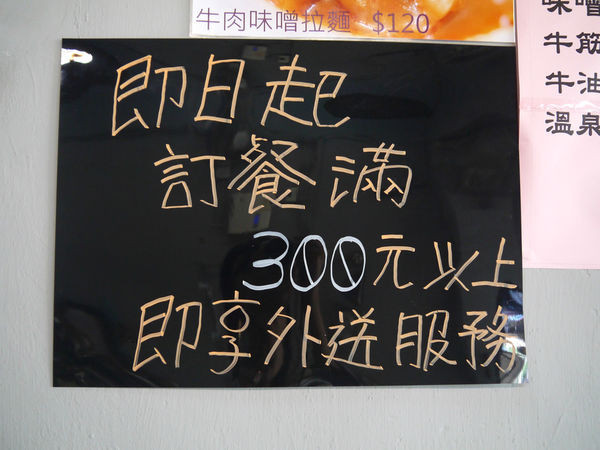 牛肉味噌拉麵 $120
即日起
訂餐滿
300元以上
即享外送服務
味噌
牛筋
牛油
溫泉